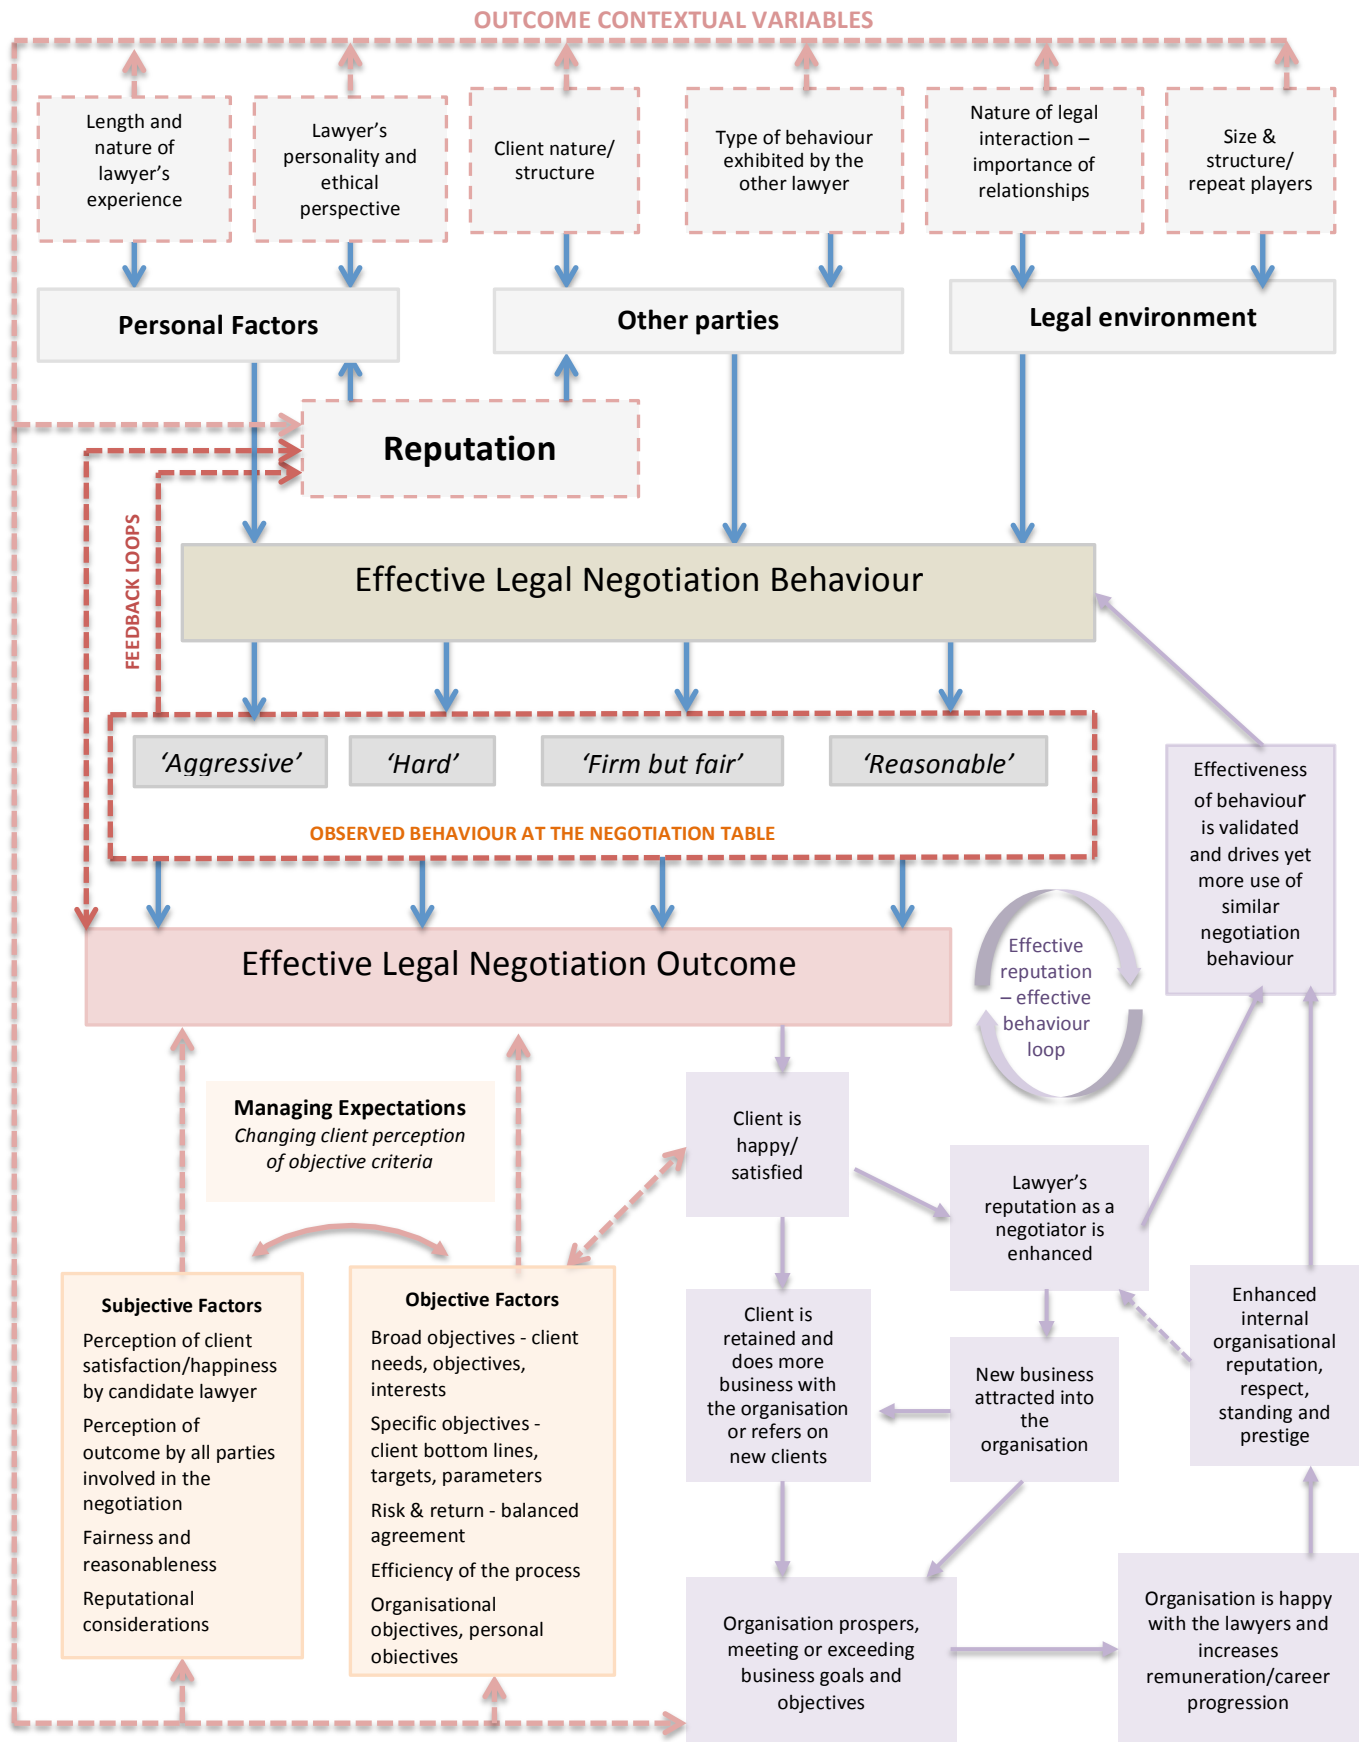 OUTCOME CONTEXTUAL VARIABLES
Length and
nature of
lawyer's
experience
Lawyer's
personality and
ethical
perspective
Client nature/
structure
Type of behaviour
exhibited by the
other lawyer
Nature of legal
interaction –
importance of
relationships
Size &
structure/
repeat players
Personal Factors
Other parties
Legal environment
Reputation
FEEDBACK LOOPS
Effective Legal Negotiation Behaviour
‘Aggressive’
‘Hard’
‘Firm but fair’
‘Reasonable’
OBSERVED BEHAVIOUR AT THE NEGOTIATION TABLE
Effectiveness
of behaviour
is validated
and drives yet
more use of
similar
negotiation
behaviour
Effective Legal Negotiation Outcome
Effective
reputation
– effective
behaviour
loop
Managing Expectations
Changing client perception
of objective criteria
Client is
happy/
satisfied
Lawyer's
reputation as a
negotiator is
enhanced
Subjective Factors
Perception of client
satisfaction/happiness
by candidate lawyer
Perception of
outcome by all parties
involved in the
negotiation
Fairness and
reasonableness
Reputational
considerations
Objective Factors
Broad objectives - client
needs, objectives,
interests
Specific objectives -
client bottom lines,
targets, parameters
Risk & return - balanced
agreement
Efficiency of the process
Organisational
objectives, personal
objectives
Client is
retained and
does more
business with
the organisation
or refers on
new clients
New business
attracted into
the
organisation
Enhanced
internal
organisational
reputation,
respect,
standing and
prestige
Organisation prospers,
meeting or exceeding
business goals and
objectives
Organisation is happy
with the lawyers and
increases
remuneration/career
progression